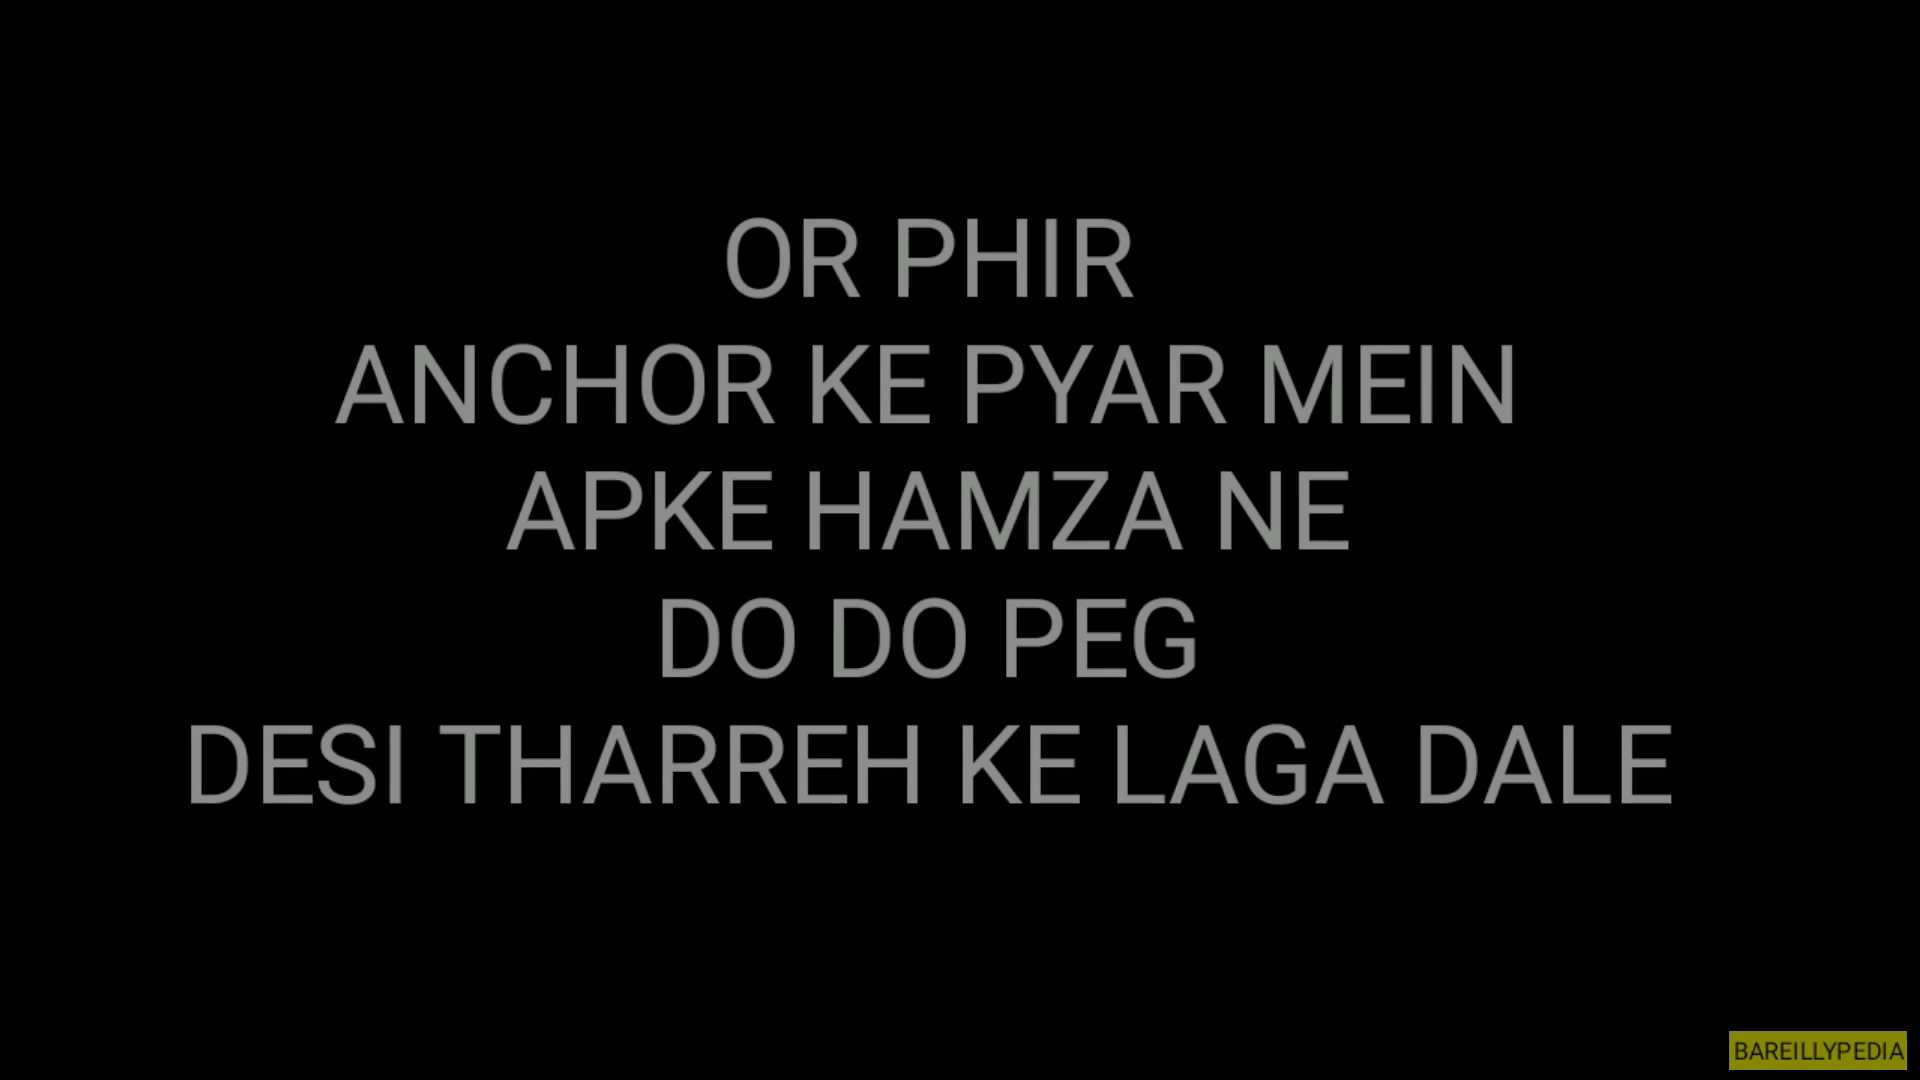 OR PHIR
ANCHOR KE PYAR MEIN
APKE HAMZA NE
DO DO PEG
DESI THARREH KE LAGA DALE
BAREILLYPEDIA